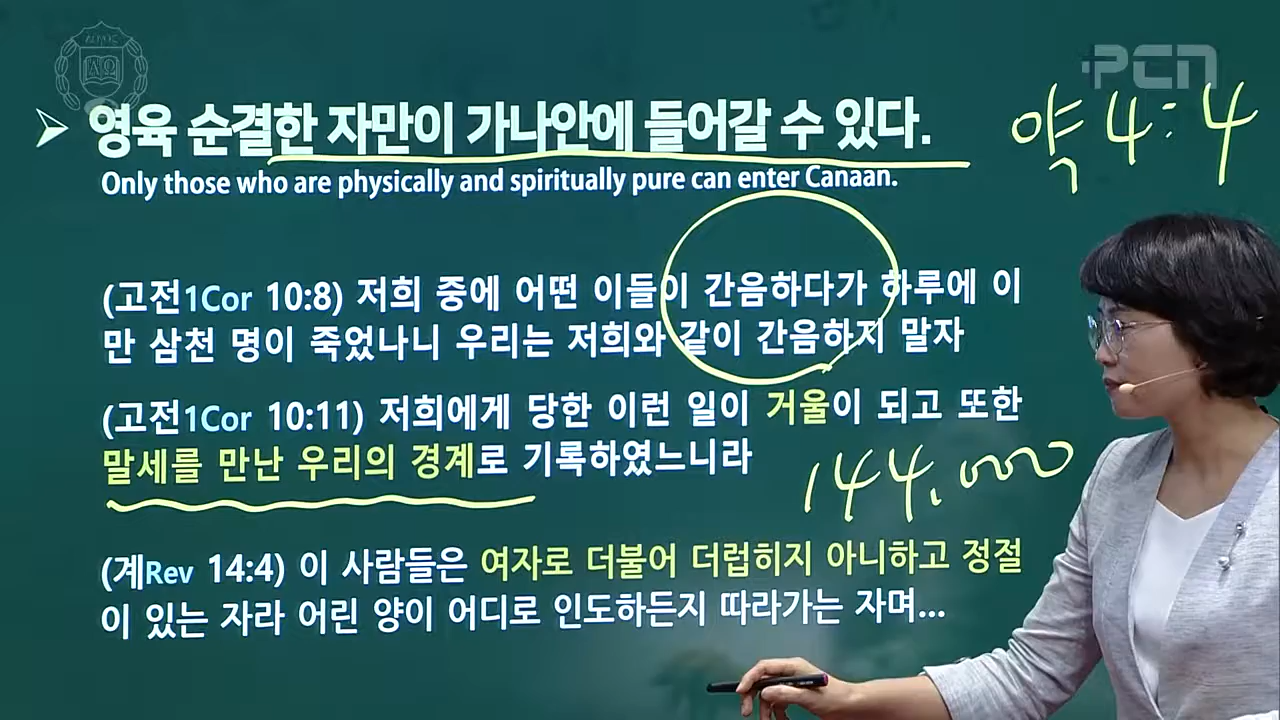 ΛΟΓΟΣ
Α Ω
PCN
영육 순결한 자만이 가나안에 들어갈 수 있다.
약 4:4
Only those who are physically and spiritually pure can enter Canaan.
(고전1Cor 10:8) 저희 중에 어떤 이들이 간음하다가 하루에 이
만 삼천 명이 죽었나니 우리는 저희와 같이 간음하지 말자
(고전1Cor 10:11) 저희에게 당한 이런 일이 거울이 되고 또한
말세를 만난 우리의 경계로 기록하였느니라
144,000
(계Rev 14:4) 이 사람들은 여자로 더불어 더럽히지 아니하고 정절
이 있는 자라 어린 양이 어디로 인도하든지 따라가는 자며...